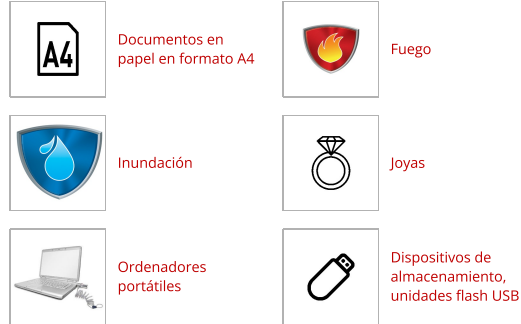 A4
Documentos en
papel en formato A4
Fuego
Inundación
Joyas
Ordenadores
portátiles
Dispositivos de
almacenamiento,
unidades flash USB